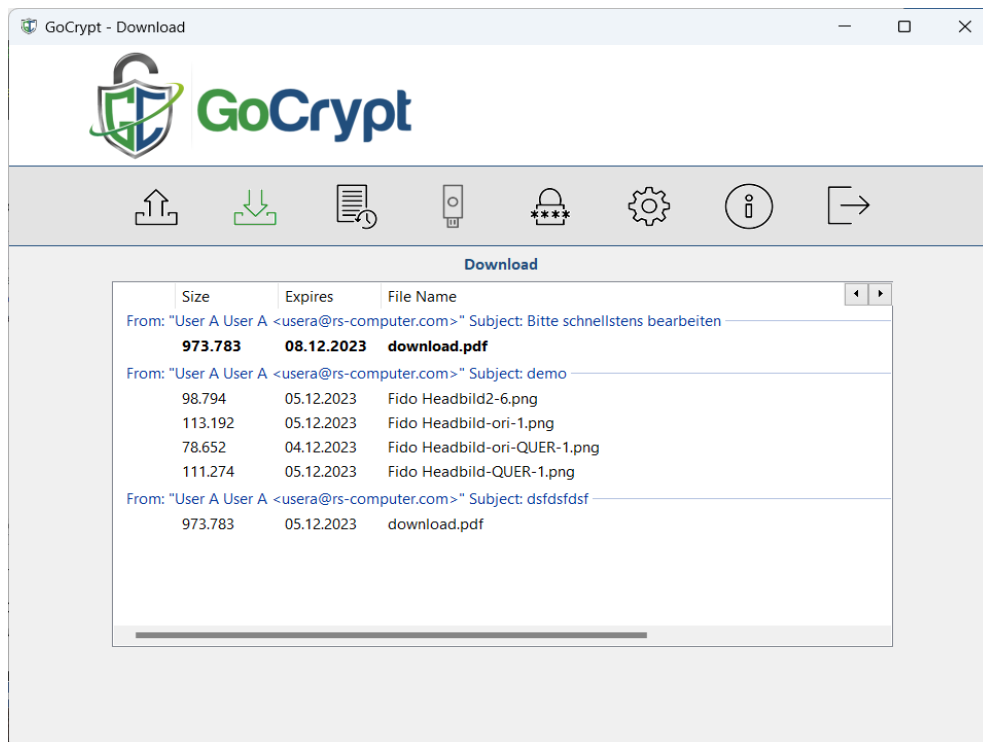 GoCrypt - Download
GoCrypt
****
Download
Size Expires File Name
From: "User A User A <usera@rs-computer.com>" Subject: Bitte schnellstens bearbeiten
973.783 08.12.2023 download.pdf
From: "User A User A <usera@rs-computer.com>" Subject: demo
98.794 05.12.2023 Fido Headbild2-6.png
113.192 05.12.2023 Fido Headbild-ori-1.png
78.652 04.12.2023 Fido Headbild-ori-QUER-1.png
111.274 05.12.2023 Fido Headbild-QUER-1.png
From: "User A User A <usera@rs-computer.com>" Subject: dsfdsfdsf
973.783 05.12.2023 download.pdf